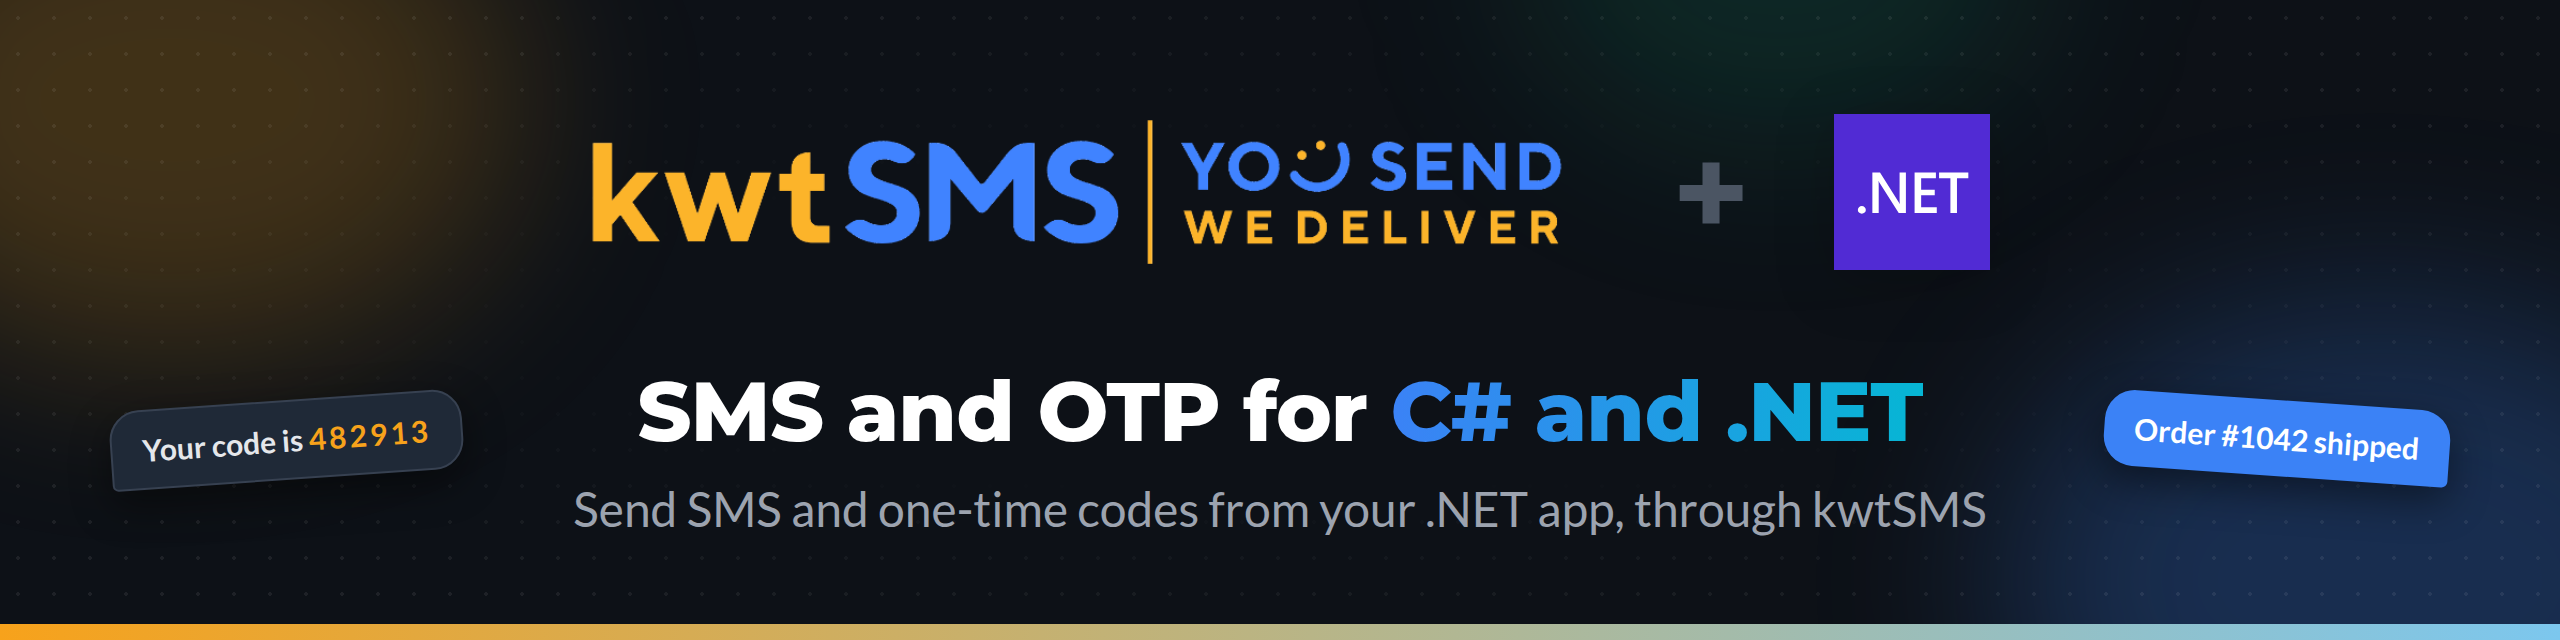 kwtSMS
YOU SEND
WE DELIVER
+
.NET
SMS and OTP for C# and .NET
Send SMS and one-time codes from your .NET app, through kwtSMS
Your code is 482913
Order #1042 shipped